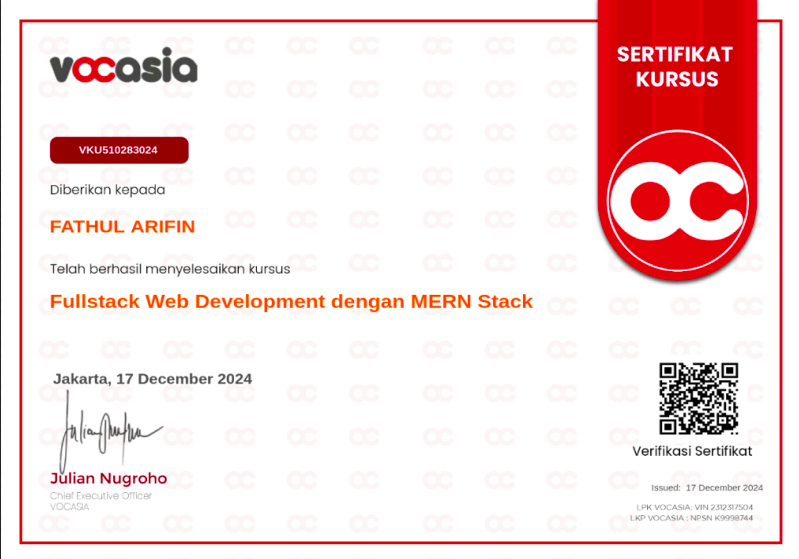 vocasia
SERTIFIKAT
KURSUS
VKU510283024
Diberikan kepada
FATHUL ARIFIN
Telah berhasil menyelesaikan kursus
Fullstack Web Development dengan MERN Stack
Jakarta, 17 December 2024
Julian Nugroho
Chief Executive Officer
VOCASIA
Verifikasi Sertifikat
Issued: 17 December 2024
LPK VOCASIA: VIN 2312317504
LKP VOCASIA : NPSN K9998744